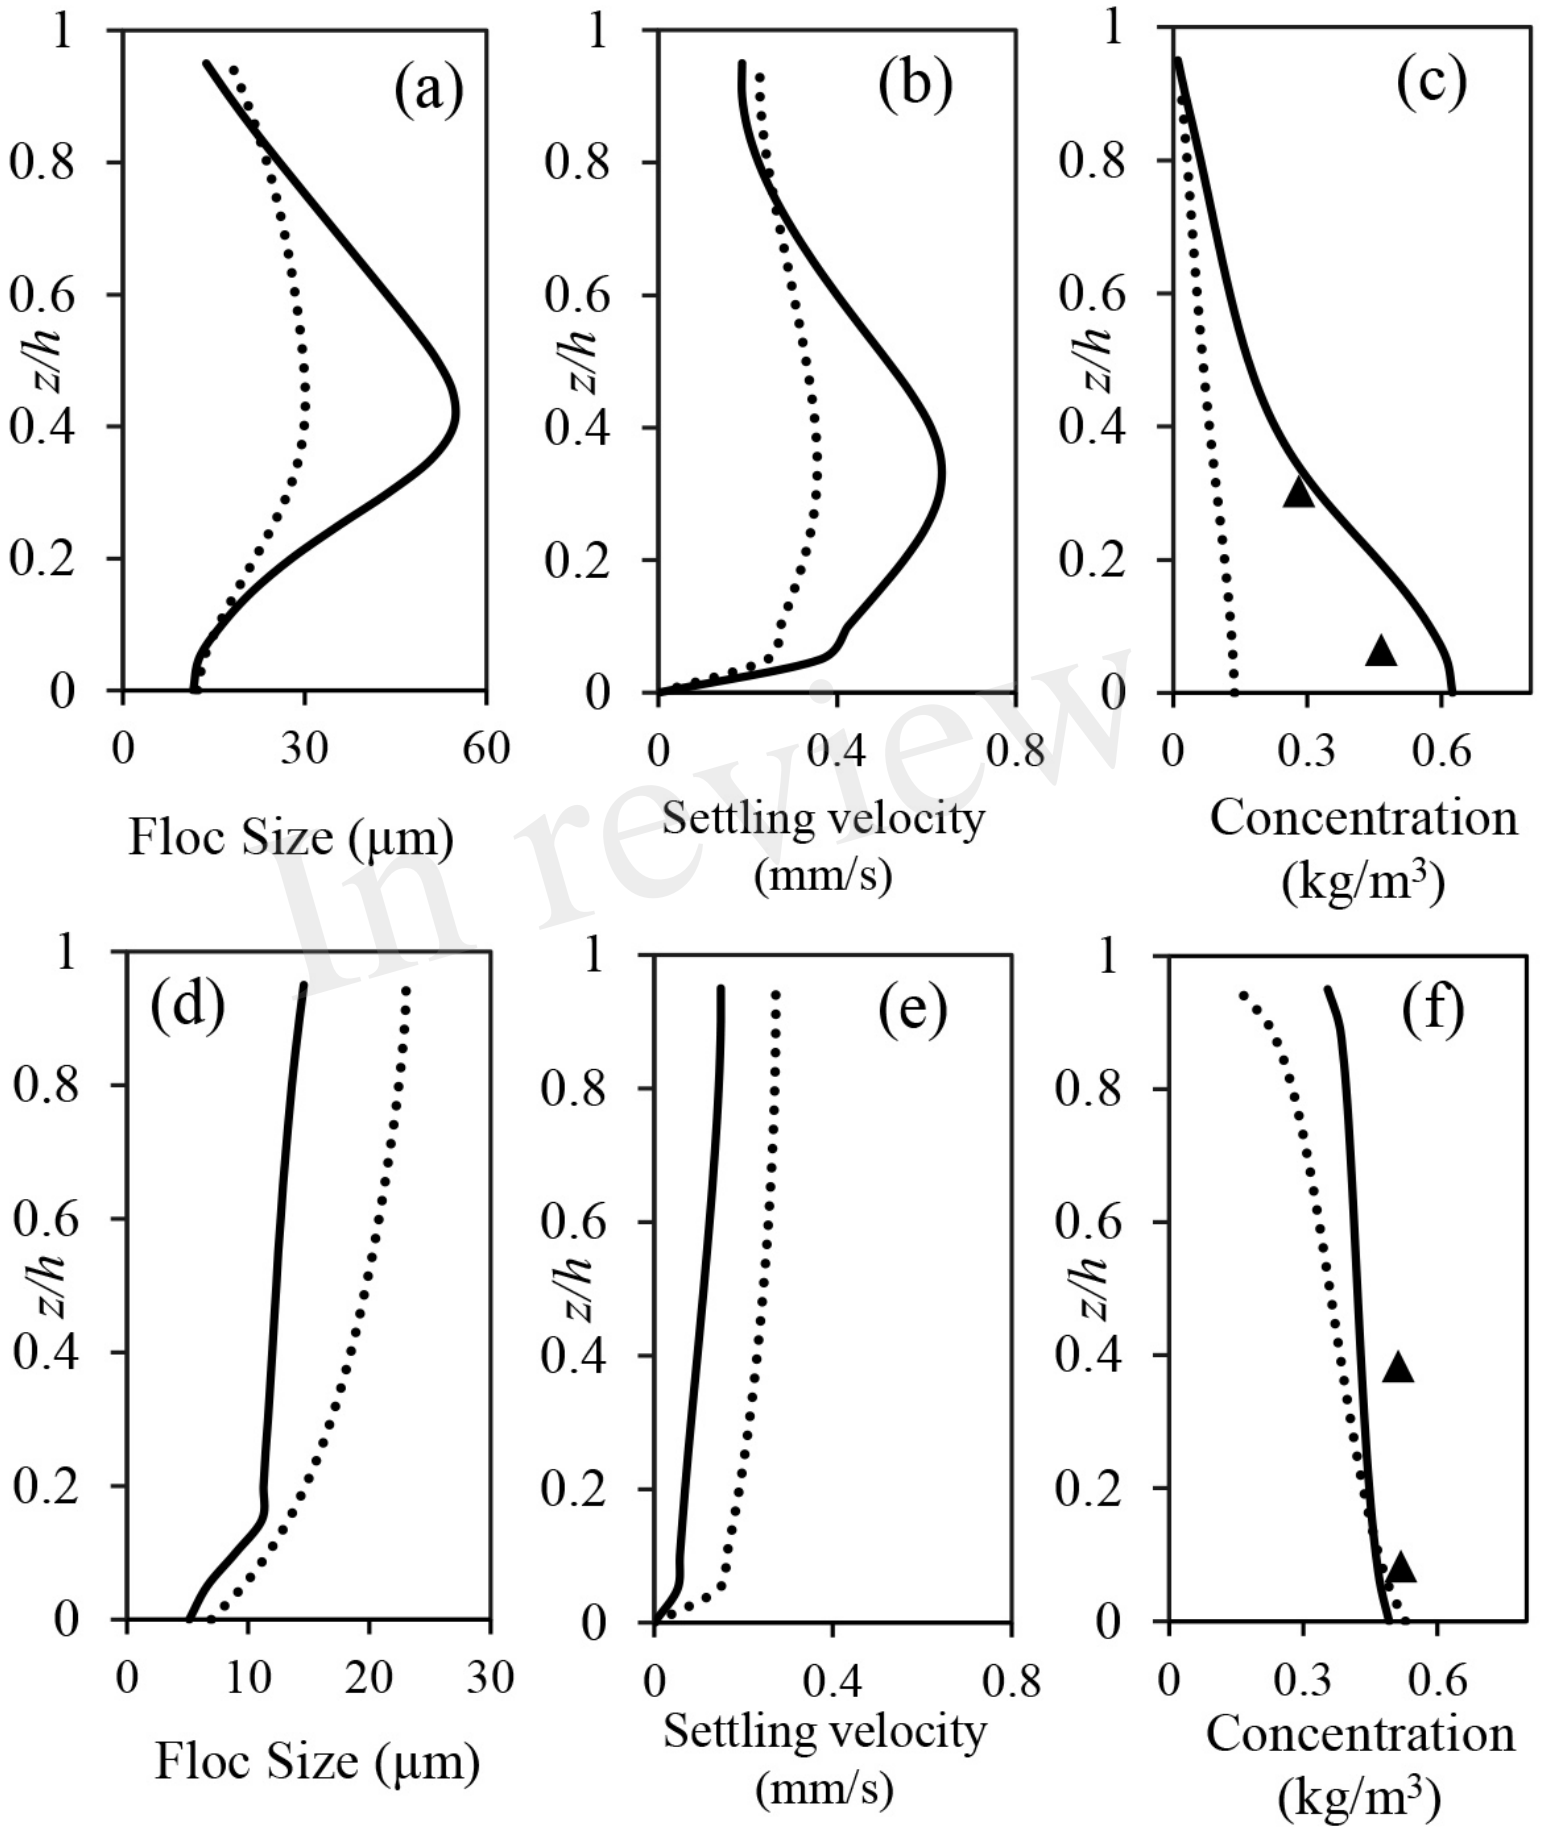 (a)
1
0.8
0.6
0.4
0.2
0
z/h
0 30 60
Floc Size (μm)
(b)
1
0.8
0.6
0.4
0.2
0
z/h
0 0.4 0.8
Settling velocity
(mm/s)
(c)
1
0.8
0.6
0.4
0.2
0
z/h
0 0.3 0.6
Concentration
(kg/m³)
In review
(d)
1
0.8
0.6
0.4
0.2
0
z/h
0 10 20 30
Floc Size (μm)
(e)
1
0.8
0.6
0.4
0.2
0
z/h
0 0.4 0.8
Settling velocity
(mm/s)
(f)
1
0.8
0.6
0.4
0.2
0
z/h
0 0.3 0.6
Concentration
(kg/m³)